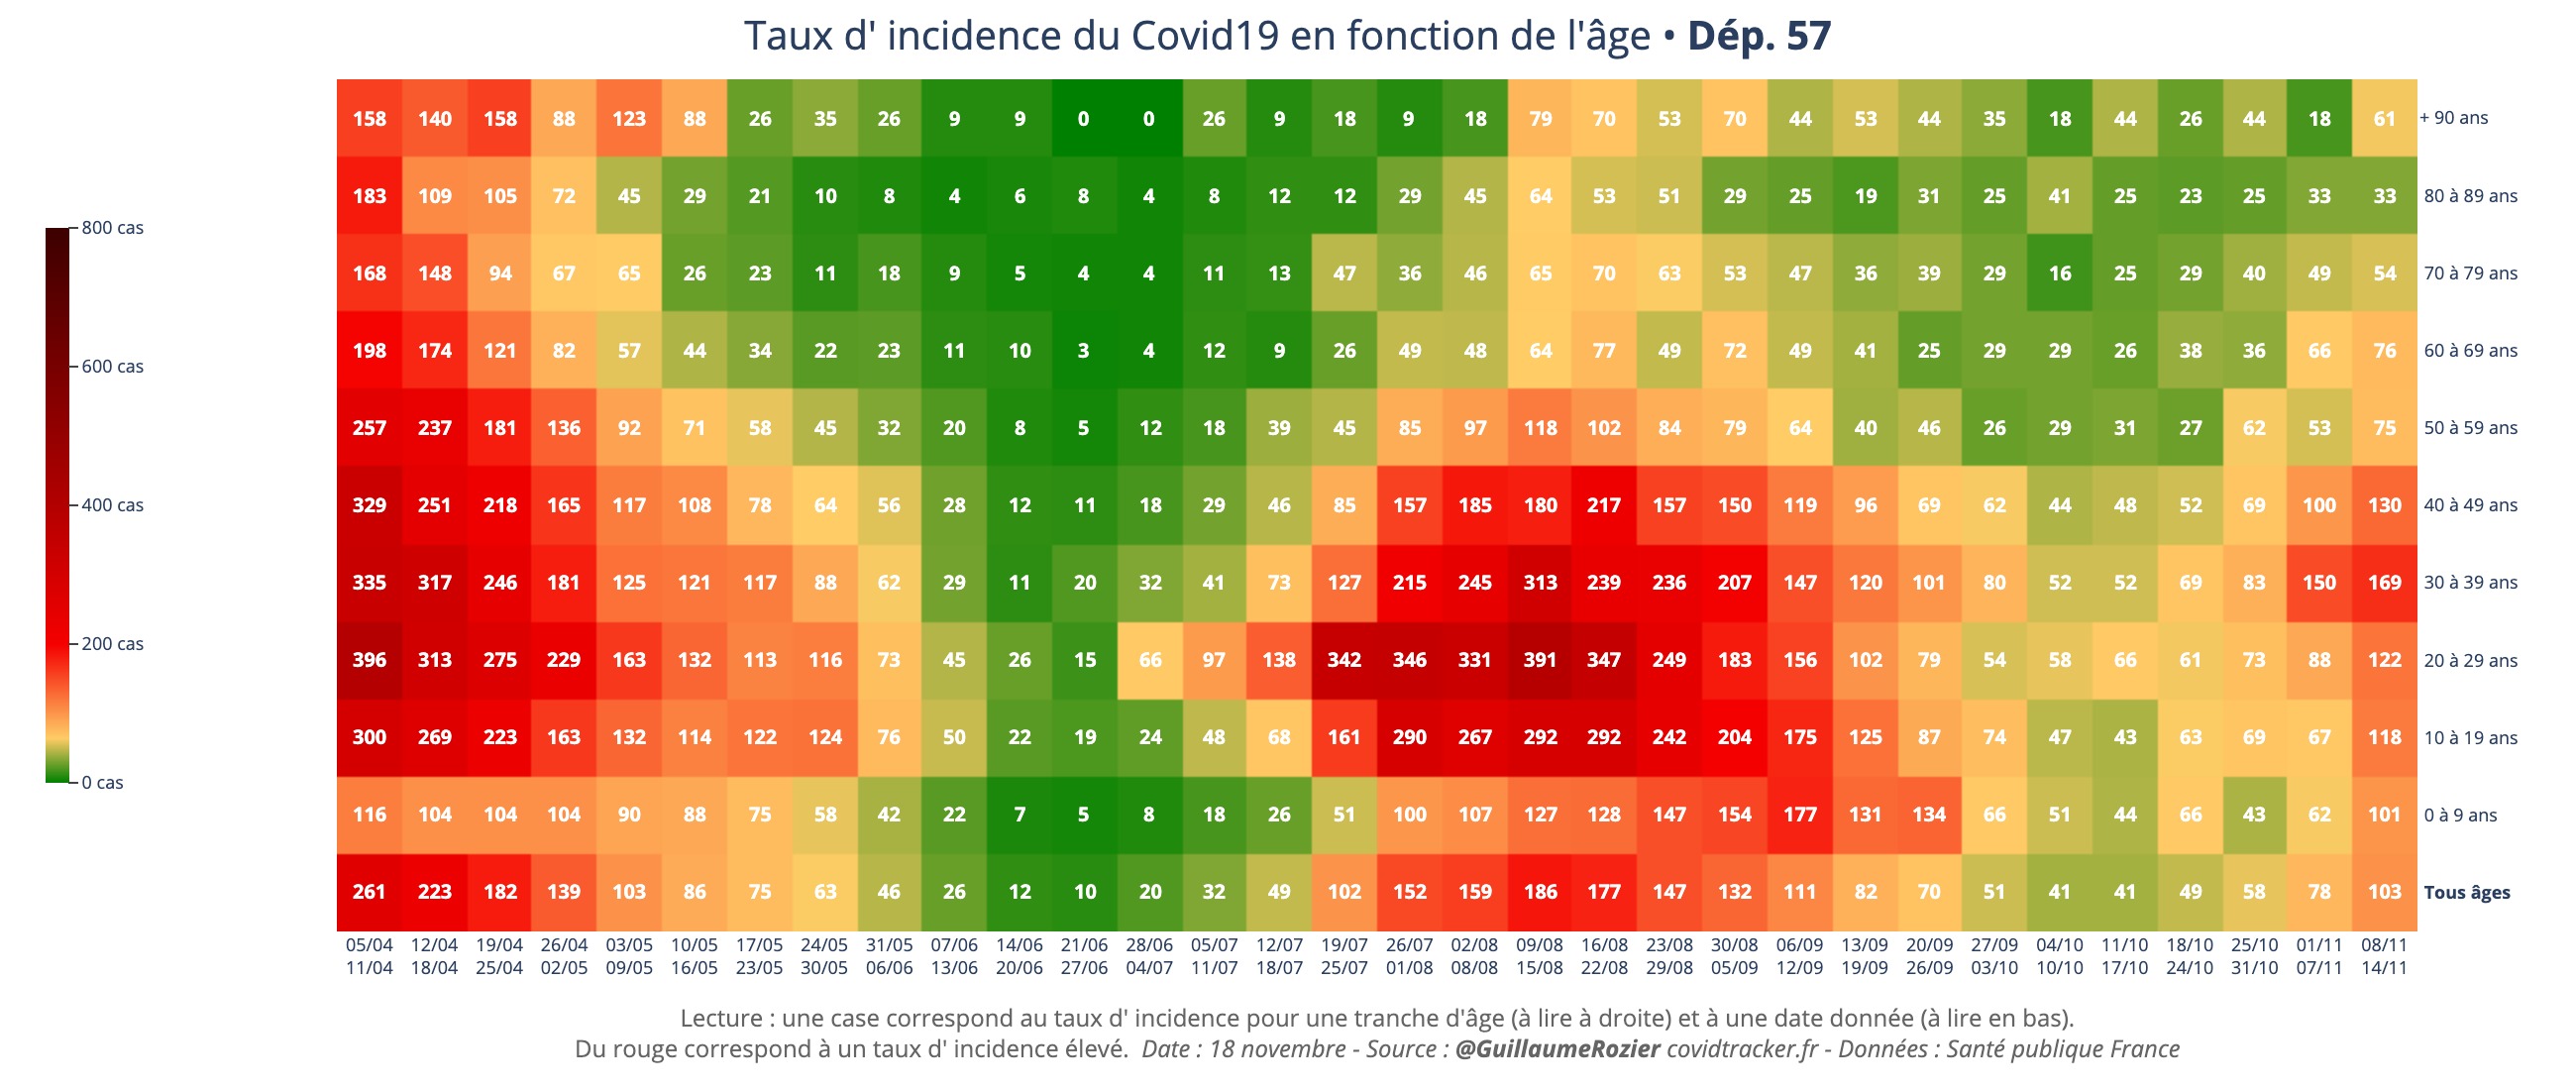 Taux d' incidence du Covid19 en fonction de l'âge • Dép. 57
800 cas
600 cas
400 cas
200 cas
0 cas
158 140 158 88 123 88 26 35 26 9 9 0 0 26 9 18 9 18 79 70 53 70 44 53 44 35 18 44 26 44 18 61 + 90 ans
183 109 105 72 45 29 21 10 8 4 6 8 4 8 12 12 29 45 64 53 51 29 25 19 31 25 41 25 23 25 33 33 80 à 89 ans
168 148 94 67 65 26 23 11 18 9 5 4 4 11 13 47 36 46 65 70 63 53 47 36 39 29 16 25 29 40 49 54 70 à 79 ans
198 174 121 82 57 44 34 22 23 11 10 3 4 12 9 26 49 48 64 77 49 72 49 41 25 29 29 26 38 36 66 76 60 à 69 ans
257 237 181 136 92 71 58 45 32 20 8 5 12 18 39 45 85 97 118 102 84 79 64 40 46 26 29 31 27 62 53 75 50 à 59 ans
329 251 218 165 117 108 78 64 56 28 12 11 18 29 46 85 157 185 180 217 157 150 119 96 69 62 44 48 52 69 100 130 40 à 49 ans
335 317 246 181 125 121 117 88 62 29 11 20 32 41 73 127 215 245 313 239 236 207 147 120 101 80 52 52 69 83 150 169 30 à 39 ans
396 313 275 229 163 132 113 116 73 45 26 15 66 97 138 342 346 331 391 347 249 183 156 102 79 54 58 66 61 73 88 122 20 à 29 ans
300 269 223 163 132 114 122 124 76 50 22 19 24 48 68 161 290 267 292 292 242 204 175 125 87 74 47 43 63 69 67 118 10 à 19 ans
116 104 104 104 90 88 75 58 42 22 7 5 8 18 26 51 100 107 127 128 147 154 177 131 134 66 51 44 66 43 62 101 0 à 9 ans
261 223 182 139 103 86 75 63 46 26 12 10 20 32 49 102 152 159 186 177 147 132 111 82 70 51 41 41 49 58 78 103 Tous âges
05/04 12/04 19/04 26/04 03/05 10/05 17/05 24/05 31/05 07/06 14/06 21/06 28/06 05/07 12/07 19/07 26/07 02/08 09/08 16/08 23/08 30/08 06/09 13/09 20/09 27/09 04/10 11/10 18/10 25/10 01/11 08/11
11/04 18/04 25/04 02/05 09/05 16/05 23/05 30/05 06/06 13/06 20/06 27/06 04/07 11/07 18/07 25/07 01/08 08/08 15/08 22/08 29/08 05/09 12/09 19/09 26/09 03/10 10/10 17/10 24/10 31/10 07/11 14/11
Lecture : une case correspond au taux d' incidence pour une tranche d'âge (à lire à droite) et à une date donnée (à lire en bas).
Du rouge correspond à un taux d' incidence élevé. Date : 18 novembre - Source : @GuillaumeRozier covidtracker.fr - Données : Santé publique France